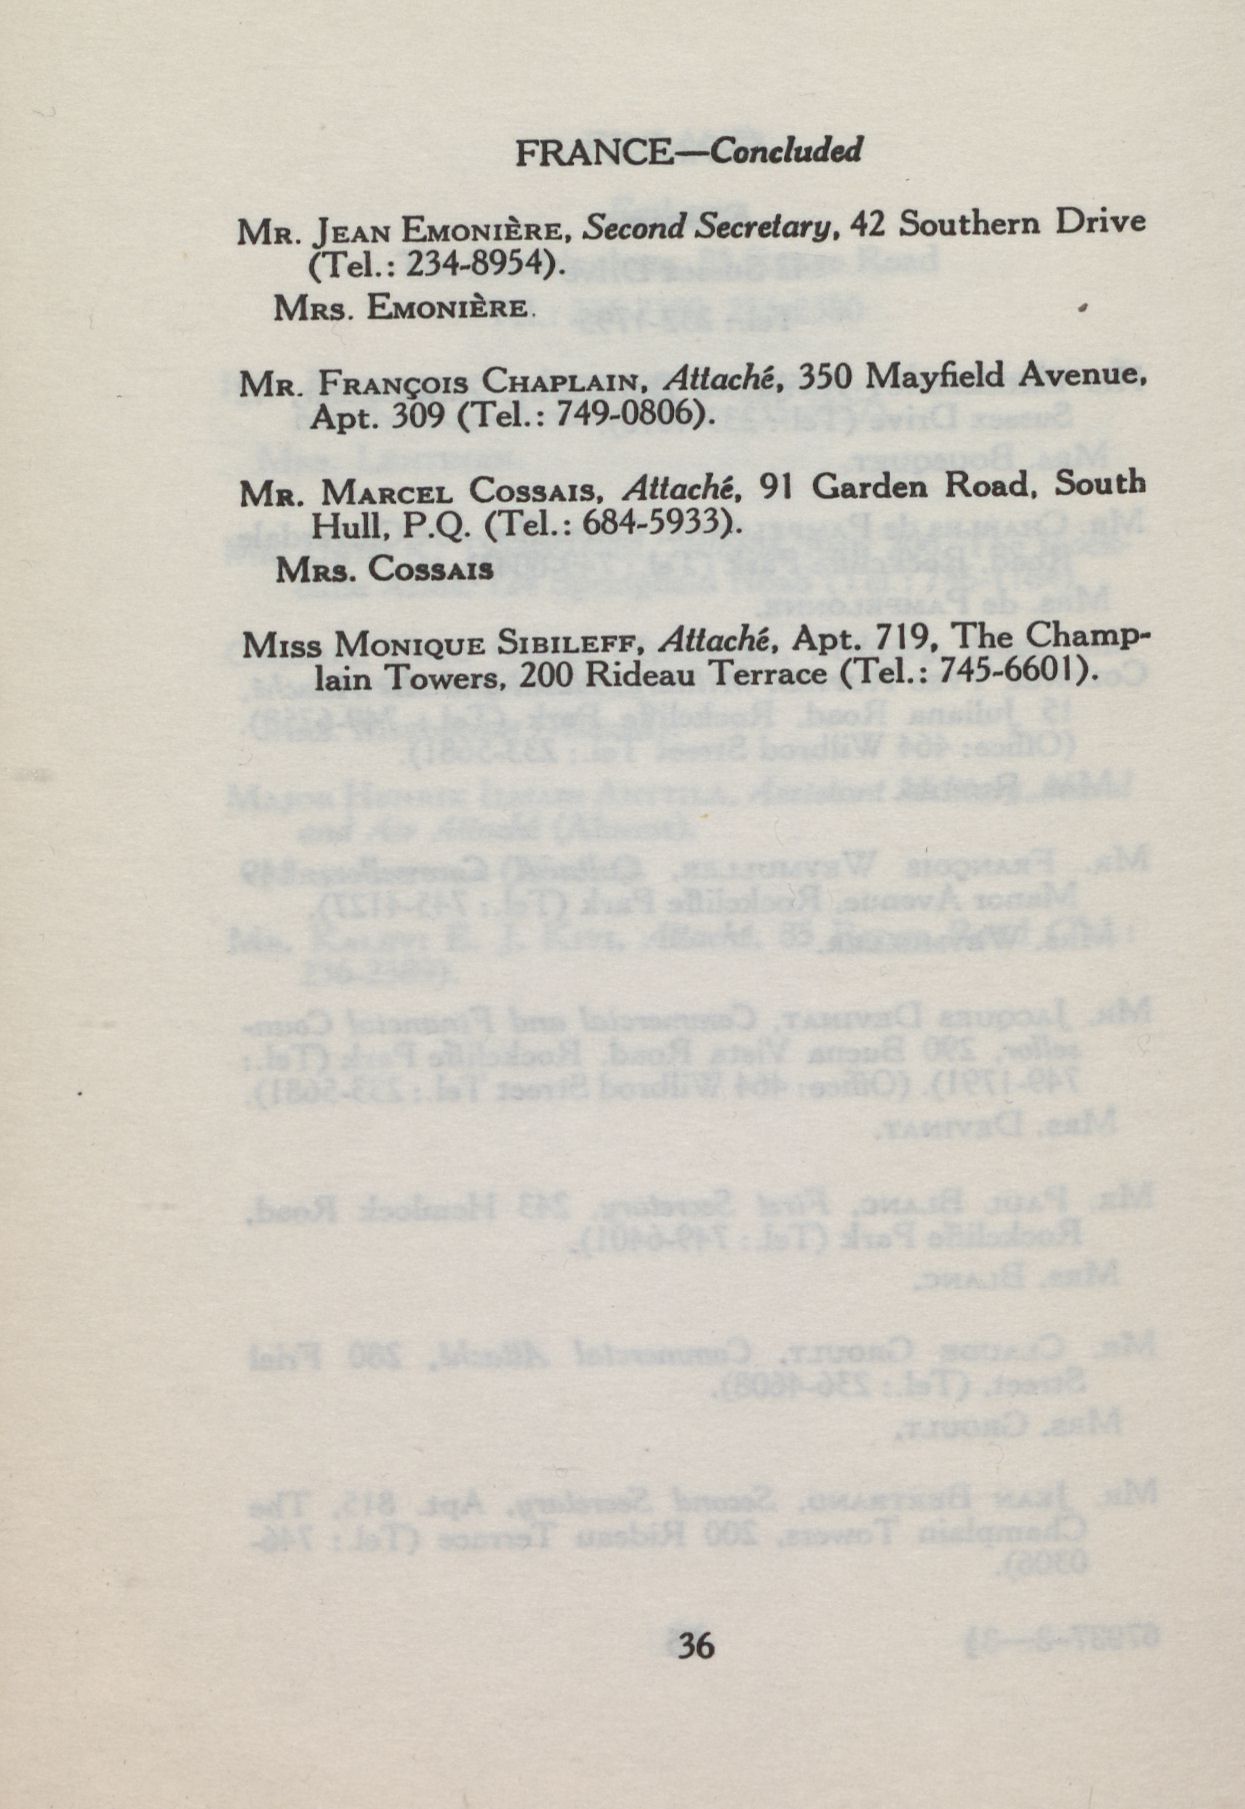 FRANCE—Concluded
MR. JEAN EMONIÈRE, Second Secretary, 42 Southern Drive
(Tel.: 234-8954).
MRS. EMONIÈRE.
MR. FRANÇOIS CHAPLAIN, Attaché, 350 Mayfield Avenue,
Apt. 309 (Tel.: 749-0806).
MR. MARCEL COSSAIS, Attaché, 91 Garden Road, South
Hull, P.Q. (Tel.: 684-5933).
MRS. COSSAIS
MISS MONIQUE SIBILEFF, Attaché, Apt. 719, The Champ-
lain Towers, 200 Rideau Terrace (Tel.: 745-6601).
36